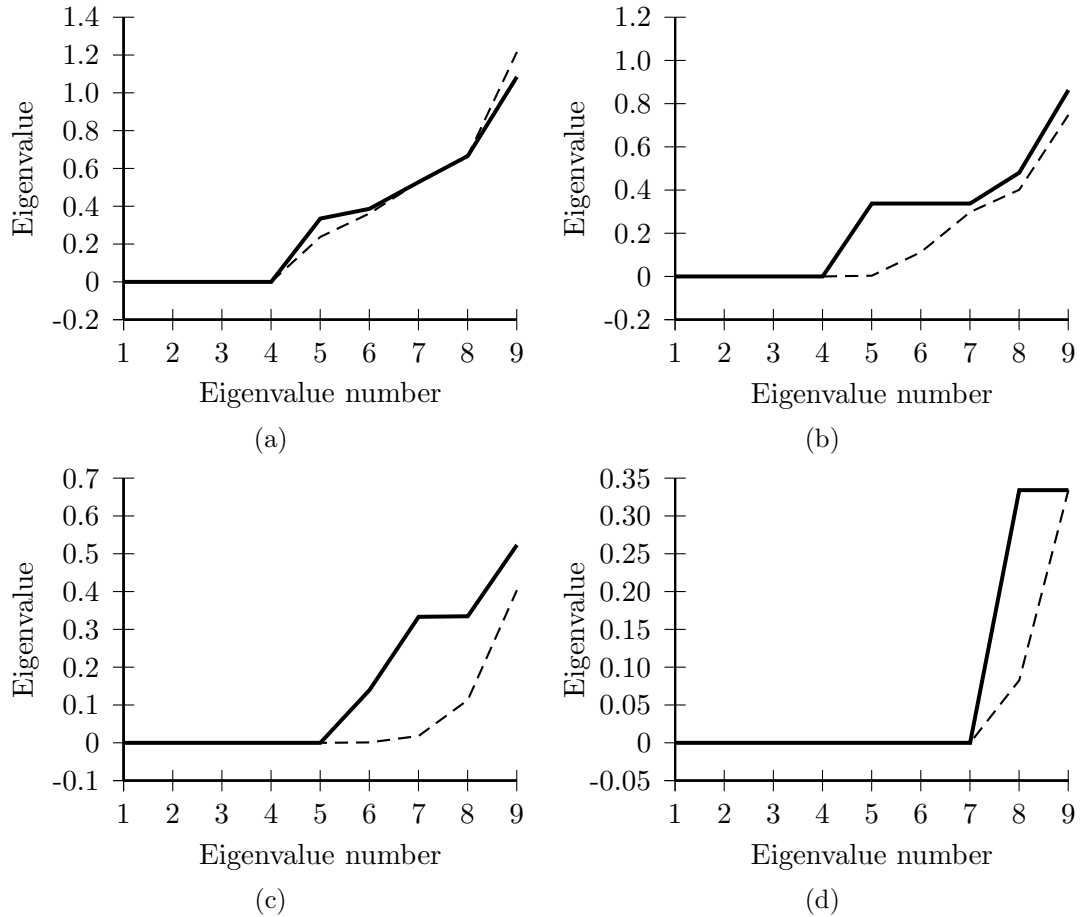 1.4
1.2
1.0
0.8
0.6
0.4
0.2
0
-0.2
Eigenvalue
1 2 3 4 5 6 7 8 9
Eigenvalue number
(a)
1.2
1.0
0.8
0.6
0.4
0.2
0
-0.2
Eigenvalue
1 2 3 4 5 6 7 8 9
Eigenvalue number
(b)
0.7
0.6
0.5
0.4
0.3
0.2
0.1
0
-0.1
Eigenvalue
1 2 3 4 5 6 7 8 9
Eigenvalue number
(c)
0.35
0.30
0.25
0.20
0.15
0.10
0.05
0
-0.05
Eigenvalue
1 2 3 4 5 6 7 8 9
Eigenvalue number
(d)